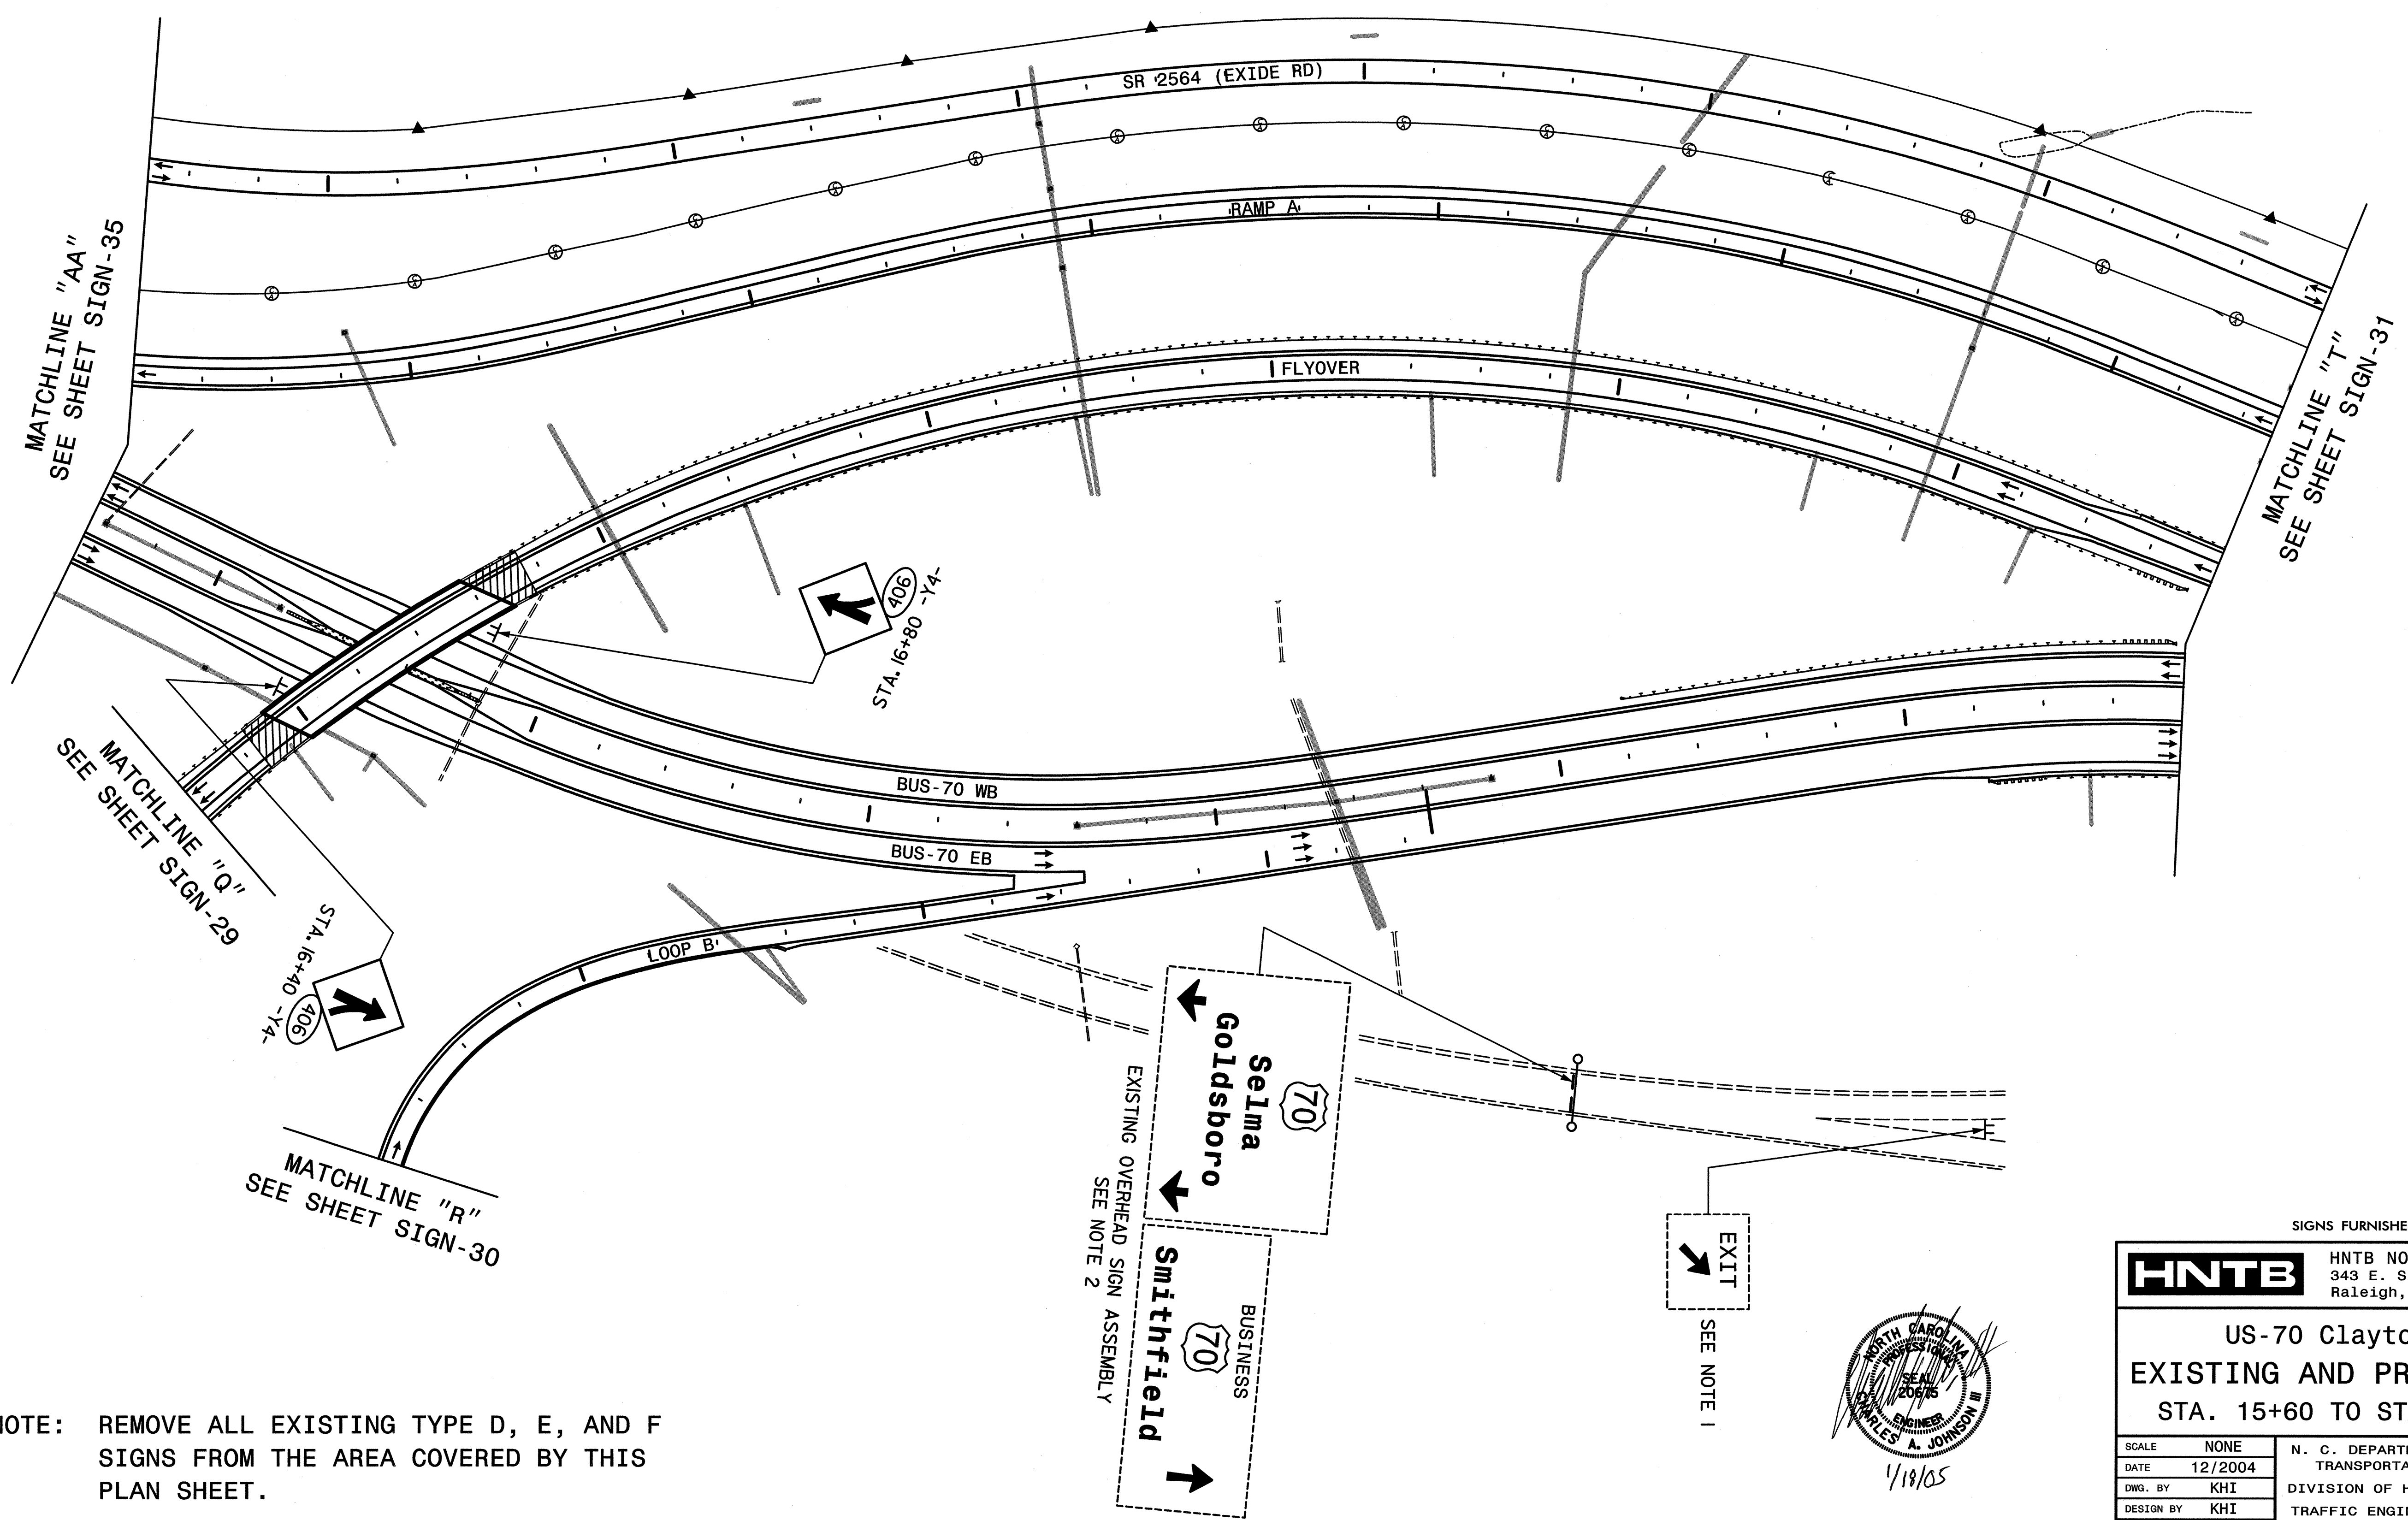 SR 2564 (EXIDE RD)
RAMP A
FLYOVER
MATCHLINE "AA"
SEE SHEET SIGN-35
MATCHLINE "T"
SEE SHEET SIGN-31
406
STA. 16+80 -Y4-
MATCHLINE "Q"
SEE SHEET SIGN-29
BUS-70 WB
BUS-70 EB
LOOP B
STA. 16+40 -Y4-
406
MATCHLINE "R"
SEE SHEET SIGN-30
70
Selma
Goldsboro
BUSINESS
70
Smithfield
EXISTING OVERHEAD SIGN ASSEMBLY
SEE NOTE 2
EXIT
SEE NOTE 1
NORTH CAROLINA
PROFESSIONAL
SEAL
20675
ENGINEER
CHARLES A. JOHNSON III
1/18/05
NOTE: REMOVE ALL EXISTING TYPE D, E, AND F
SIGNS FROM THE AREA COVERED BY THIS
PLAN SHEET.
SIGNS FURNISHE
HNTB
HNTB NO
343 E. S
Raleigh,
US-70 Clayto
EXISTING AND PR
STA. 15+60 TO ST
SCALE NONE
DATE 12/2004
DWG. BY KHI
DESIGN BY KHI
N. C. DEPART
TRANSPORTA
DIVISION OF H
TRAFFIC ENGI